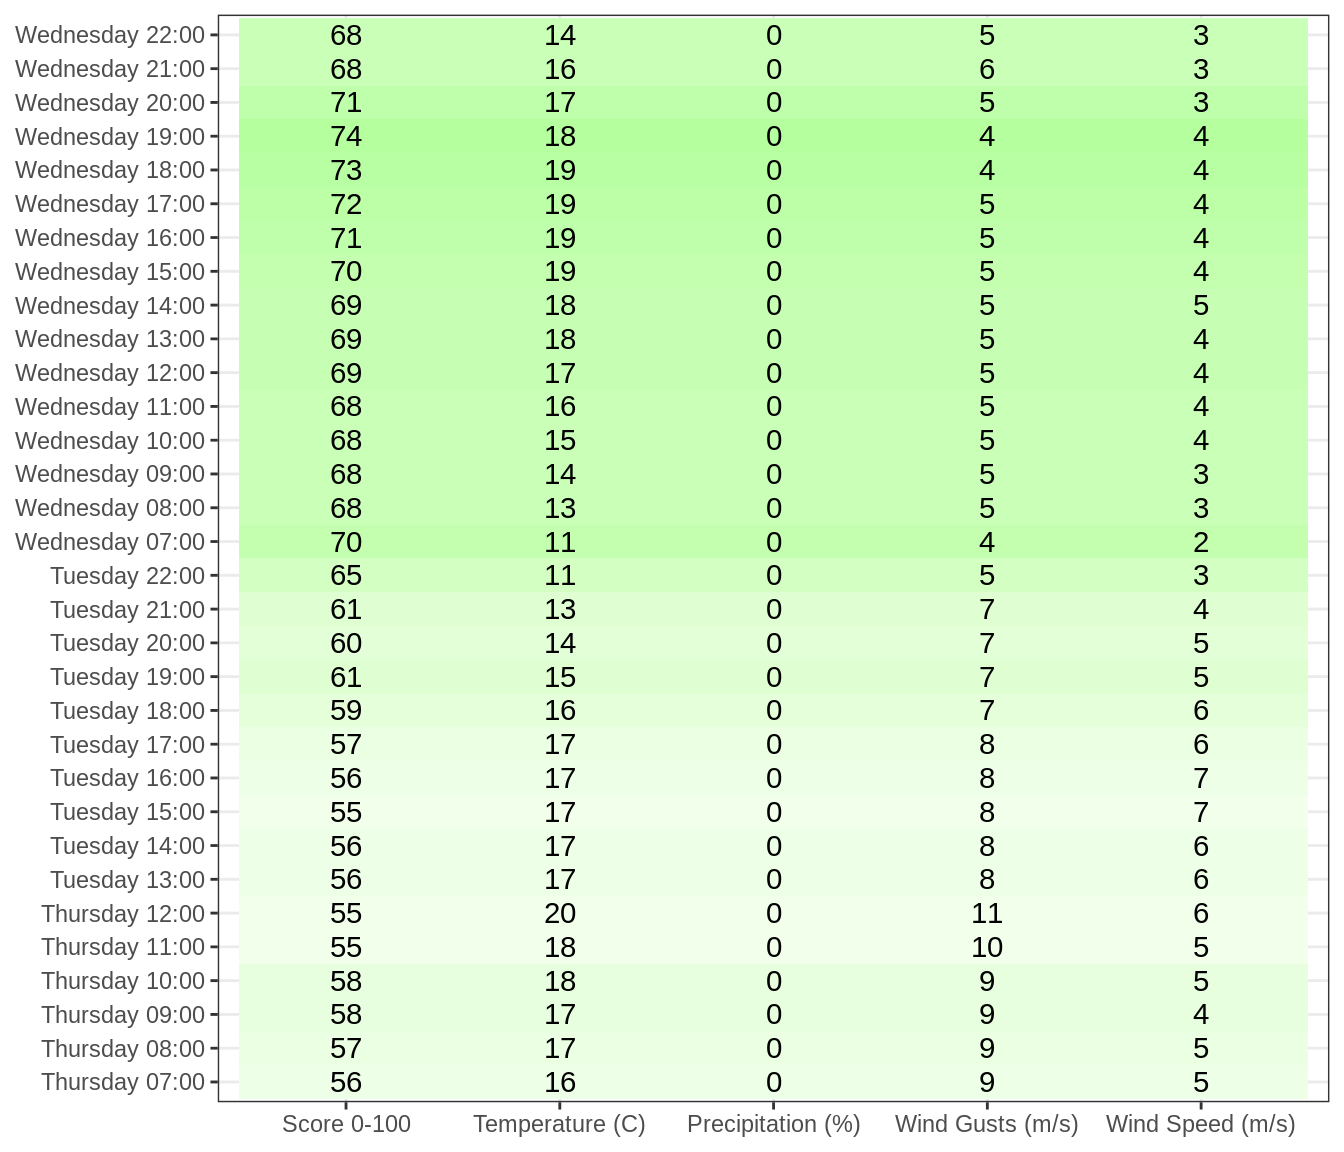 Wednesday 22:00 68 14 0 5 3
Wednesday 21:00 68 16 0 6 3
Wednesday 20:00 71 17 0 5 3
Wednesday 19:00 74 18 0 4 4
Wednesday 18:00 73 19 0 4 4
Wednesday 17:00 72 19 0 5 4
Wednesday 16:00 71 19 0 5 4
Wednesday 15:00 70 19 0 5 4
Wednesday 14:00 69 18 0 5 5
Wednesday 13:00 69 18 0 5 4
Wednesday 12:00 69 17 0 5 4
Wednesday 11:00 68 16 0 5 4
Wednesday 10:00 68 15 0 5 4
Wednesday 09:00 68 14 0 5 3
Wednesday 08:00 68 13 0 5 3
Wednesday 07:00 70 11 0 4 2
Tuesday 22:00 65 11 0 5 3
Tuesday 21:00 61 13 0 7 4
Tuesday 20:00 60 14 0 7 5
Tuesday 19:00 61 15 0 7 5
Tuesday 18:00 59 16 0 7 6
Tuesday 17:00 57 17 0 8 6
Tuesday 16:00 56 17 0 8 7
Tuesday 15:00 55 17 0 8 7
Tuesday 14:00 56 17 0 8 6
Tuesday 13:00 56 17 0 8 6
Thursday 12:00 55 20 0 11 6
Thursday 11:00 55 18 0 10 5
Thursday 10:00 58 18 0 9 5
Thursday 09:00 58 17 0 9 4
Thursday 08:00 57 17 0 9 5
Thursday 07:00 56 16 0 9 5
Score 0-100 Temperature (C) Precipitation (%) Wind Gusts (m/s) Wind Speed (m/s)